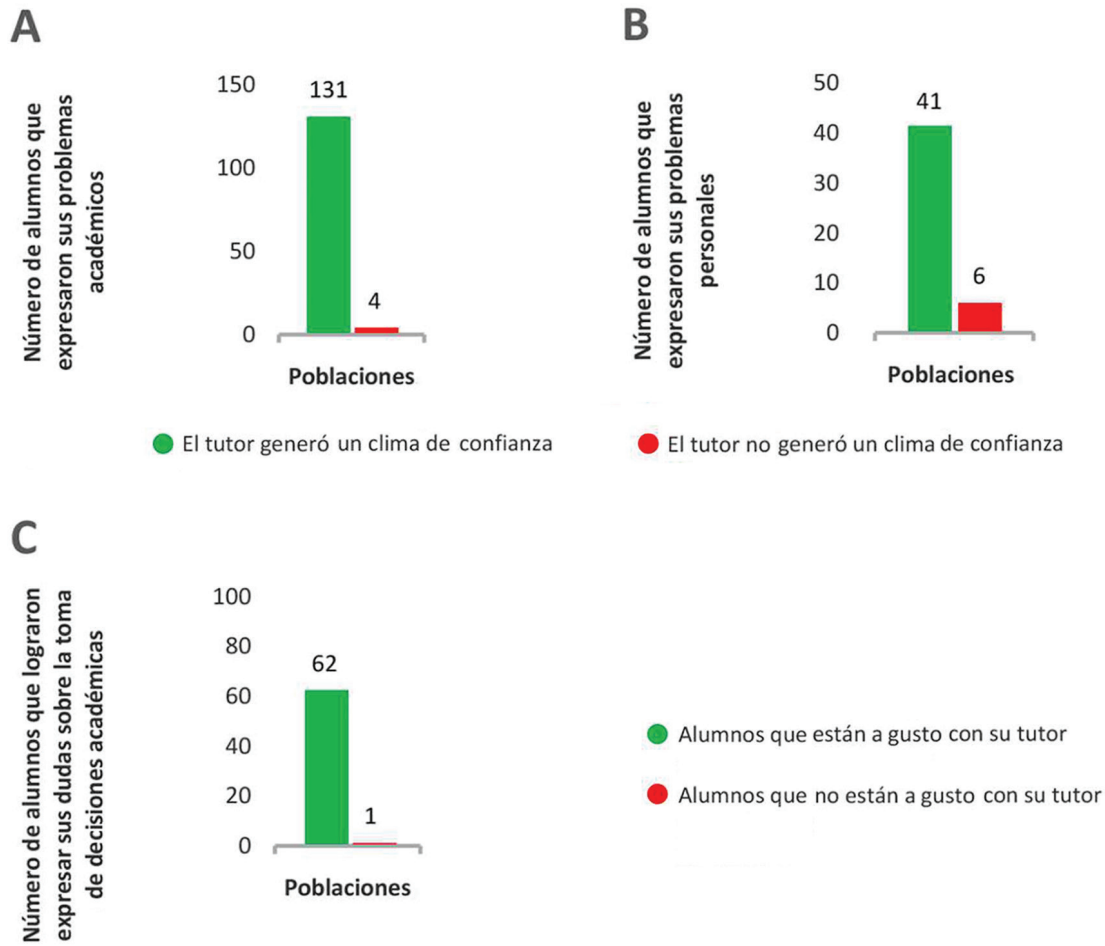 A
Número de alumnos que
expresaron sus problemas
académicos
150
100
50
0
131
4
Poblaciones
B
Número de alumnos que
expresaron sus problemas
personales
50
40
30
20
10
0
41
6
Poblaciones
El tutor generó un clima de confianza
El tutor no generó un clima de confianza
C
Número de alumnos que lograron
expresar sus dudas sobre la toma
de decisiones académicas
100
80
60
40
20
0
62
1
Poblaciones
Alumnos que están a gusto con su tutor
Alumnos que no están a gusto con su tutor